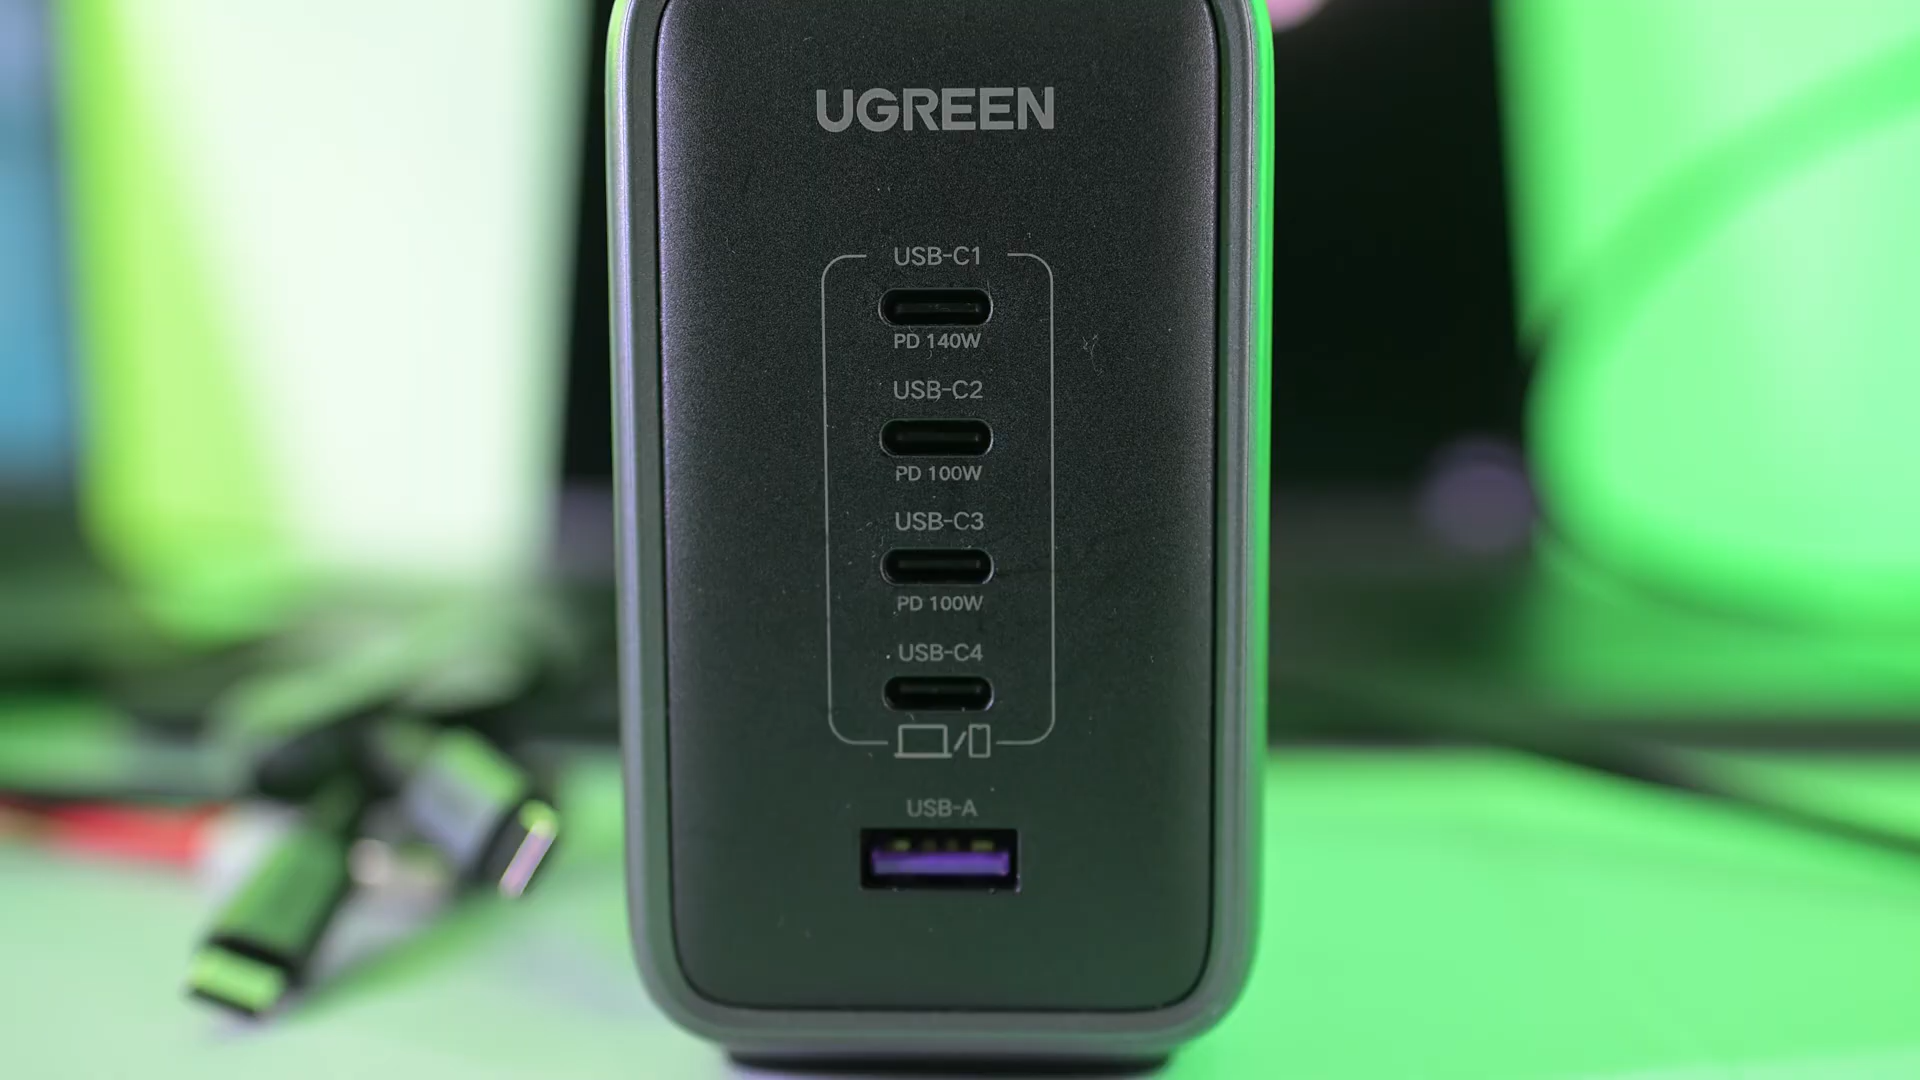 UGREEN
USB-C1
PD 140W
USB-C2
PD 100W
USB-C3
PD 100W
USB-C4
USB-A